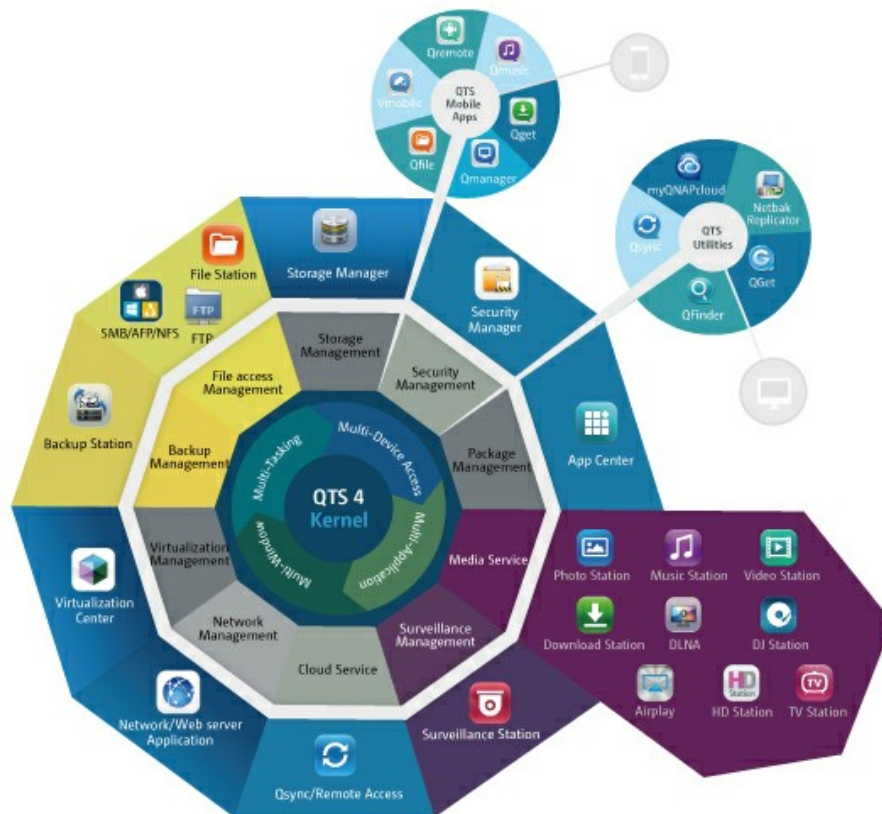 Qremote
Qmusic
Vmobile
QTS
Mobile
Apps
Qget
Qfile
Qmanager
myQNAPcloud
Netbak
Replicator
Qsync
QTS
Utilities
QGet
QFinder
File Station
Storage Manager
SMB/AFP/NFS
FTP
FTP
Security
Manager
Storage
Management
File access
Management
Security
Management
Backup Station
Backup
Management
Multi-Tasking
Multi-Device Access
Package
Management
App Center
QTS 4
Kernel
Virtualization
Management
Multi-Window
Multi-Application
Media Service
Photo Station
Music Station
Video Station
Virtualization
Center
Network
Management
Surveillance
Management
Cloud Service
Download Station
DLNA
DJ Station
Network/Web server
Application
Surveillance Station
HD
Station
TV
Airplay
HD Station
TV Station
Qsync/Remote Access